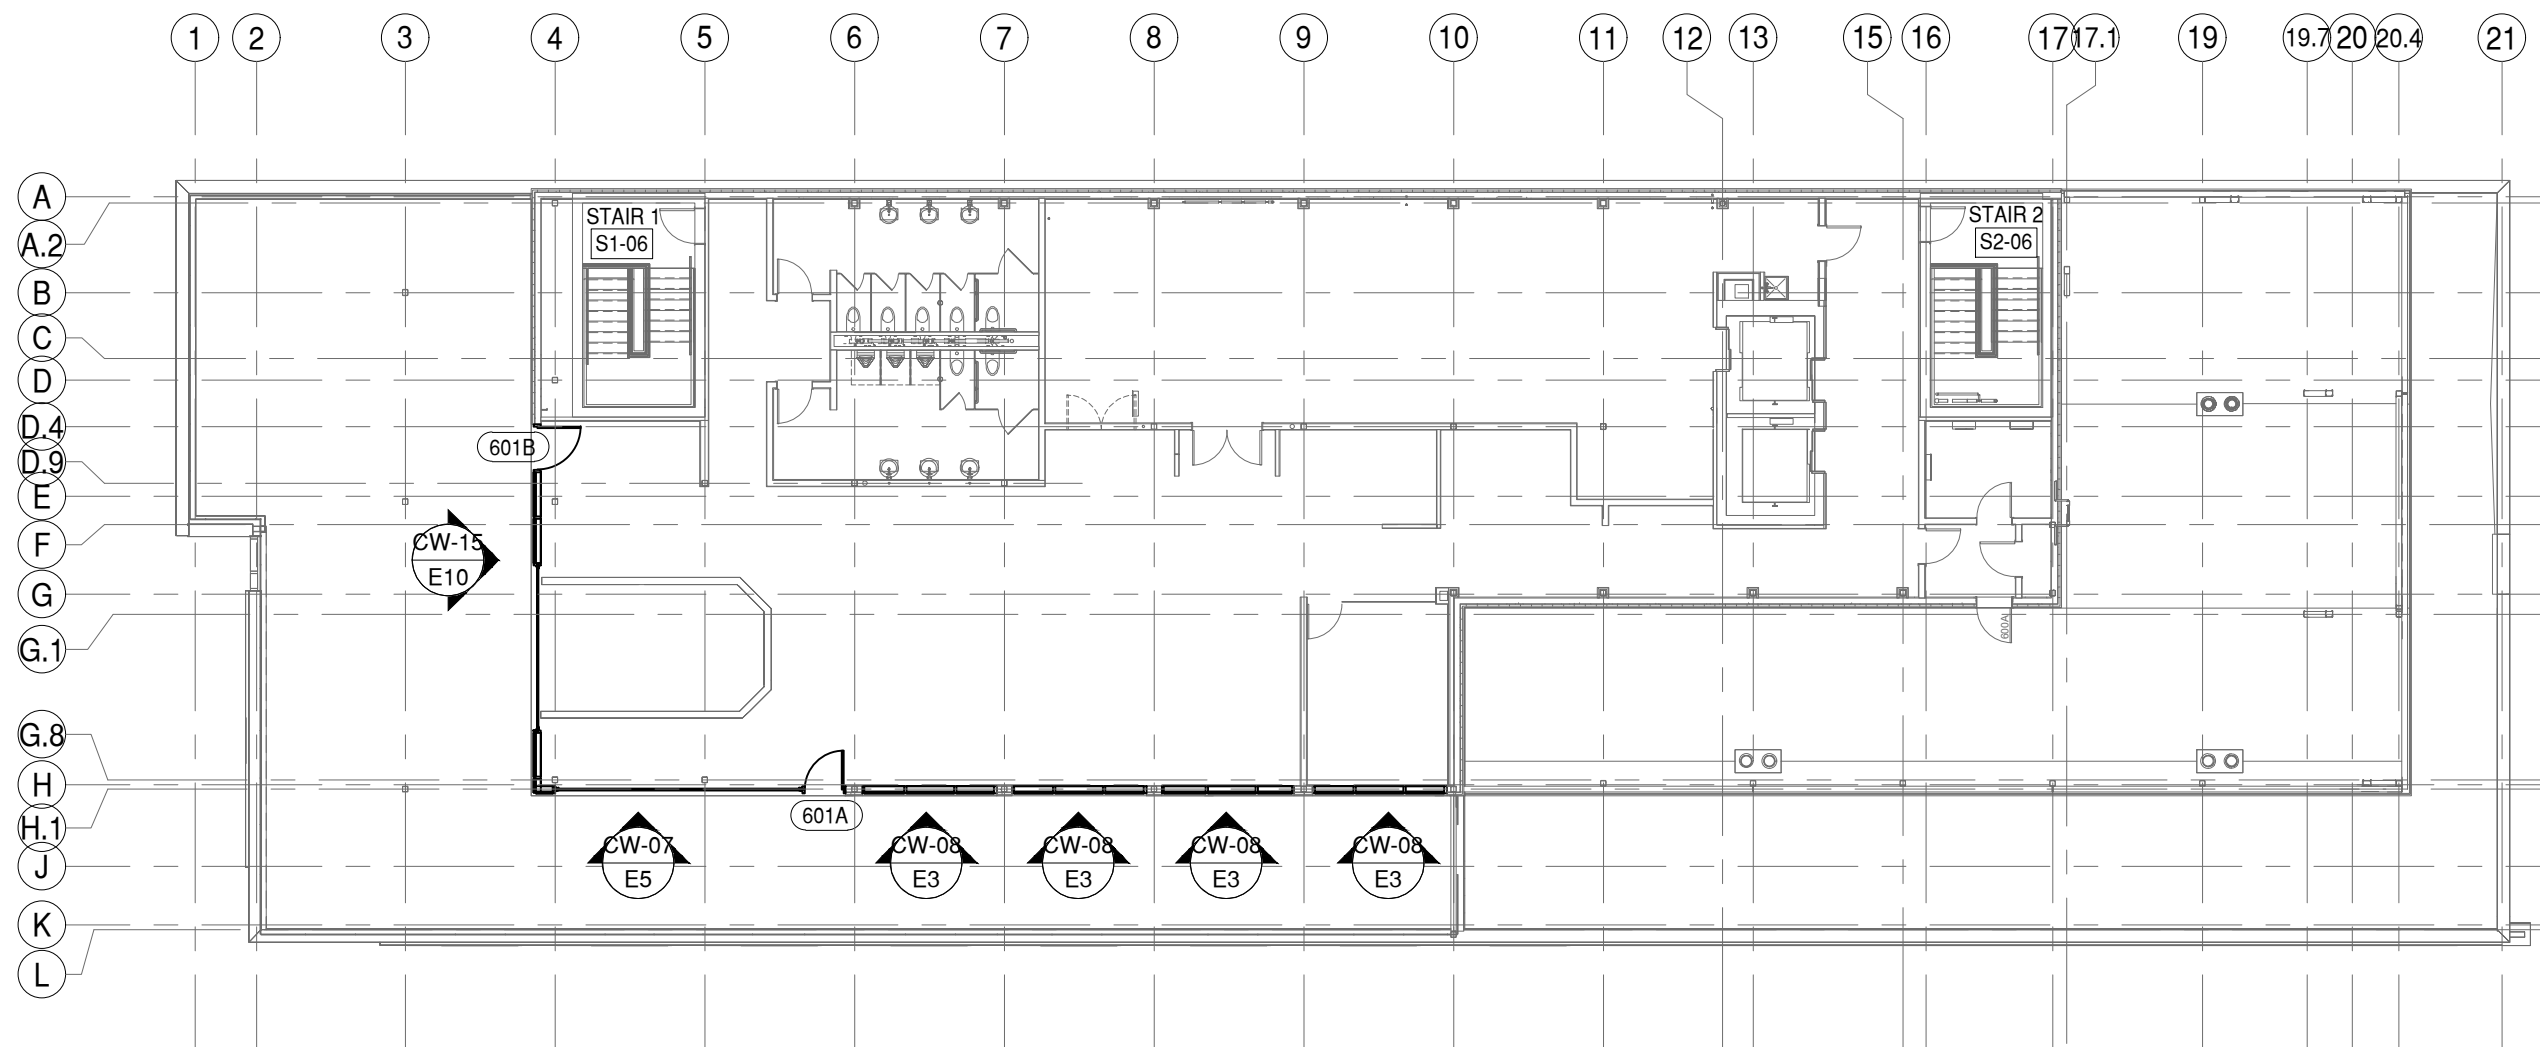 1
2
3
4
5
6
7
8
9
10
11
12
13
15
16
17
17.1
19
19.7
20
20.4
21
A
A.2
B
C
D
D.4
D.9
E
F
G
G.1
G.8
H
H.1
J
K
L
STAIR 1
S1-06
STAIR 2
S2-06
601B
CW-15
E10
600A
601A
CW-07
E5
CW-08
E3
CW-08
E3
CW-08
E3
CW-08
E3